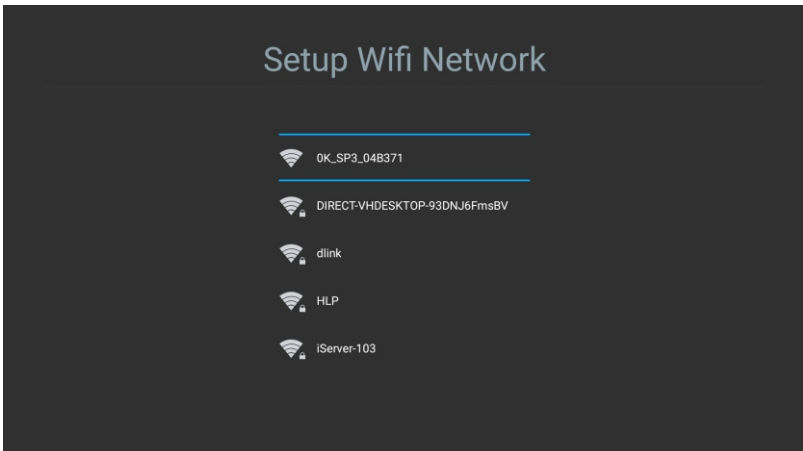 Setup Wifi Network
0K_SP3_04B371
DIRECT-VHDESKTOP-93DNJ6FmsBV
dlink
HLP
iServer-103